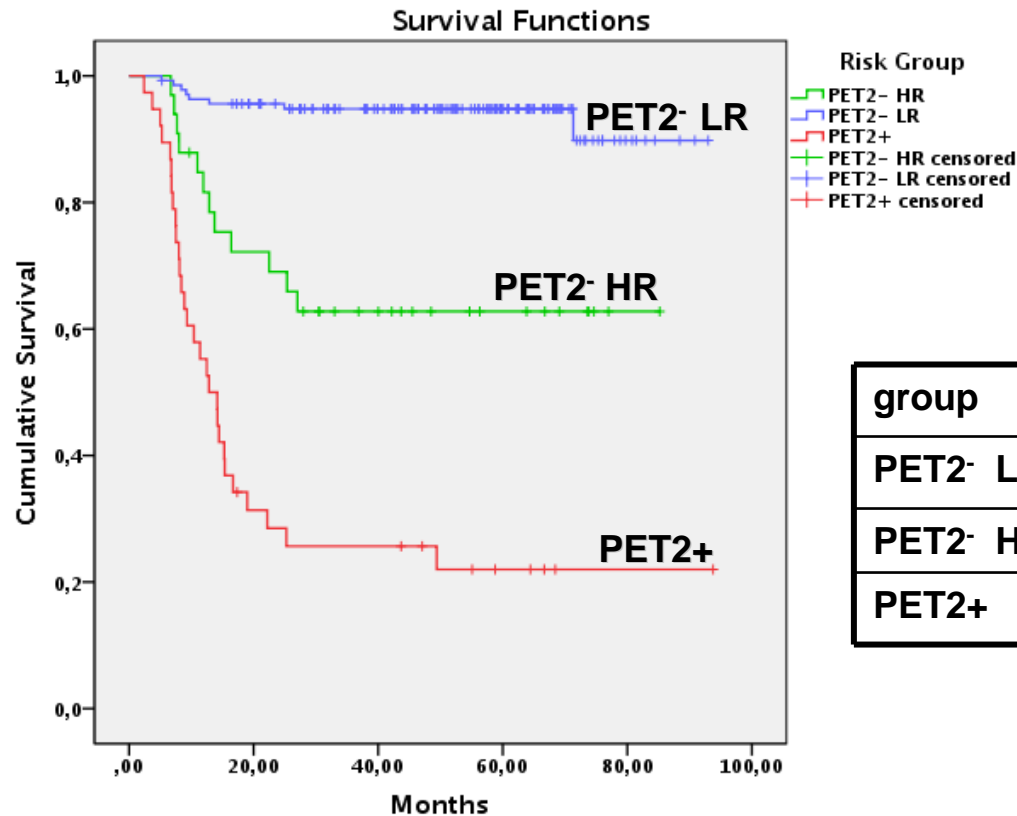 Survival Functions
Risk Group
PET2- HR
PET2- LR
PET2+
PET2- HR censored
PET2- LR censored
PET2+ censored
Cumulative Survival
1,0
0,8
0,6
0,4
0,2
0,0
PET2- LR
PET2- HR
PET2+
,00 20,00 40,00 60,00 80,00 100,00
Months
group
PET2- L
PET2- H
PET2+